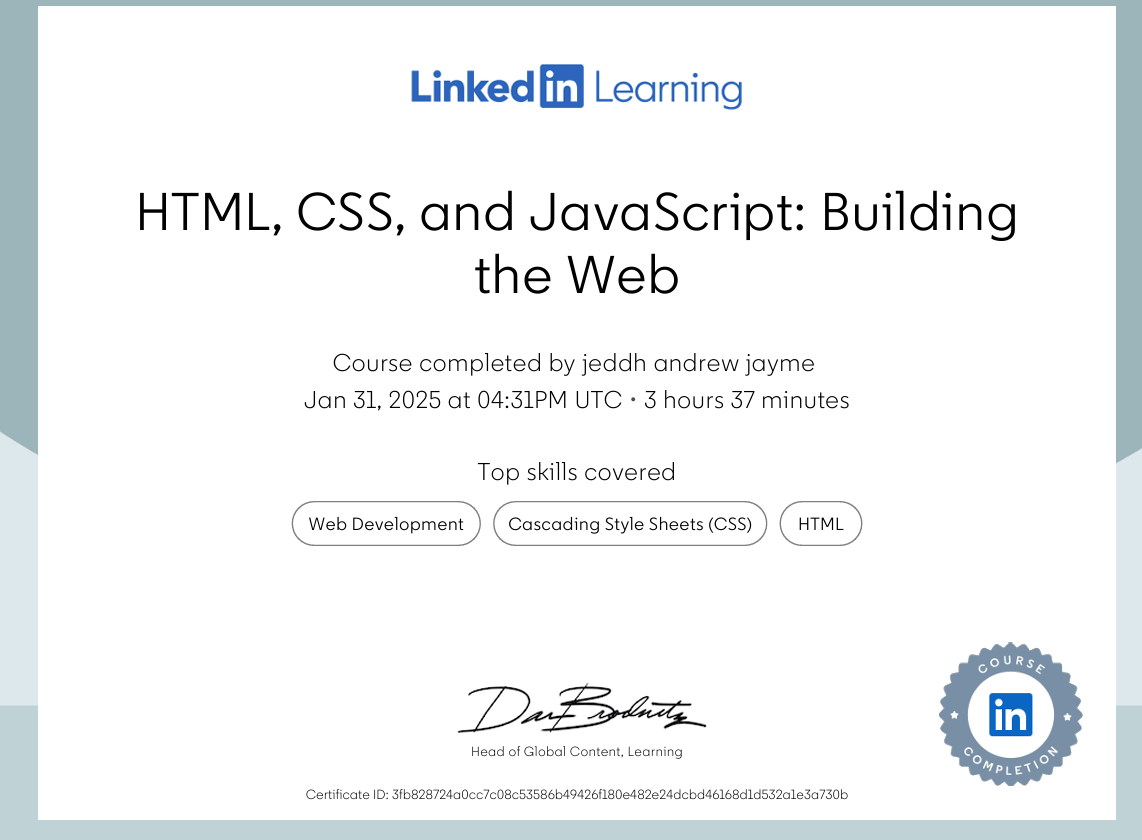 Linkedin Learning
HTML, CSS, and JavaScript: Building
the Web
Course completed by jeddh andrew jayme
Jan 31, 2025 at 04:31PM UTC • 3 hours 37 minutes
Top skills covered
Web Development
Cascading Style Sheets (CSS)
HTML
Dan Brodnitz
Head of Global Content, Learning
COURSE
in
COMPLETION
Certificate ID: 3fb828724a0cc7c08c53586b49426f180e482e24dcbd46168d1d532a1e3a730b